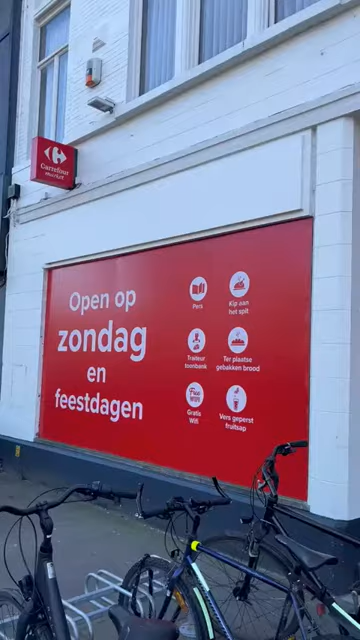 Carrefour
Open op
zondag
en
feestdagen
Kip aan
het spit
Traiteur
toonbank
Ter plaatse
gebakken brood
Free
WIFI
Gratis
Wifi
Vers geperst
fruitsap